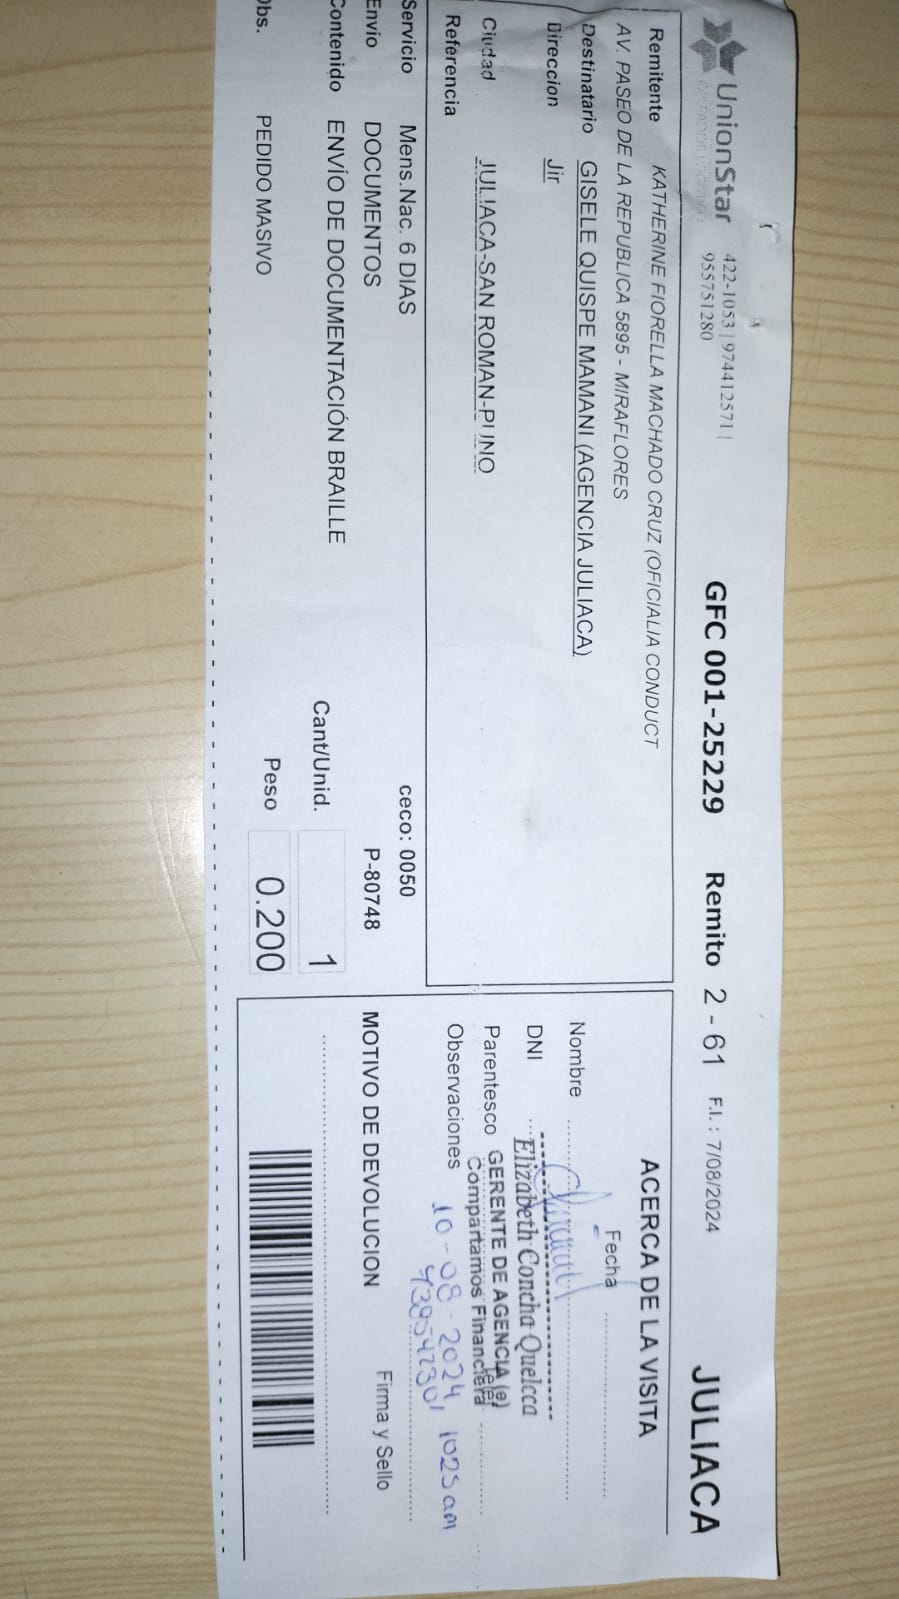 UnionStar
422-1053 | 974412571 |
955751280
GFC 001-25229 Remito 2 - 61 F.I. : 7/08/2024 JULIACA
Remitente KATHERINE FIORELLA MACHADO CRUZ (OFICIALIA CONDUCT
AV. PASEO DE LA REPUBLICA 5895 - MIRAFLORES
Destinatario GISELE QUISPE MAMANI (AGENCIA JULIACA)
Direccion Jir
Ciudad JULIACA-SAN ROMAN-PUNO
Referencia
Servicio Mens.Nac. 6 DIAS ceco: 0050
Envío DOCUMENTOS P-80748
Contenido ENVÍO DE DOCUMENTACIÓN BRAILLE Cant/Unid. 1
Obs. PEDIDO MASIVO Peso 0.200
ACERCA DE LA VISITA
Fecha
Nombre
DNI Elizabeth Concha Quelcca
Parentesco GERENTE DE AGENCIA (e)
Compartamos Financiera
Observaciones 10-08-2024, 1025am
MOTIVO DE DEVOLUCION Firma y Sello